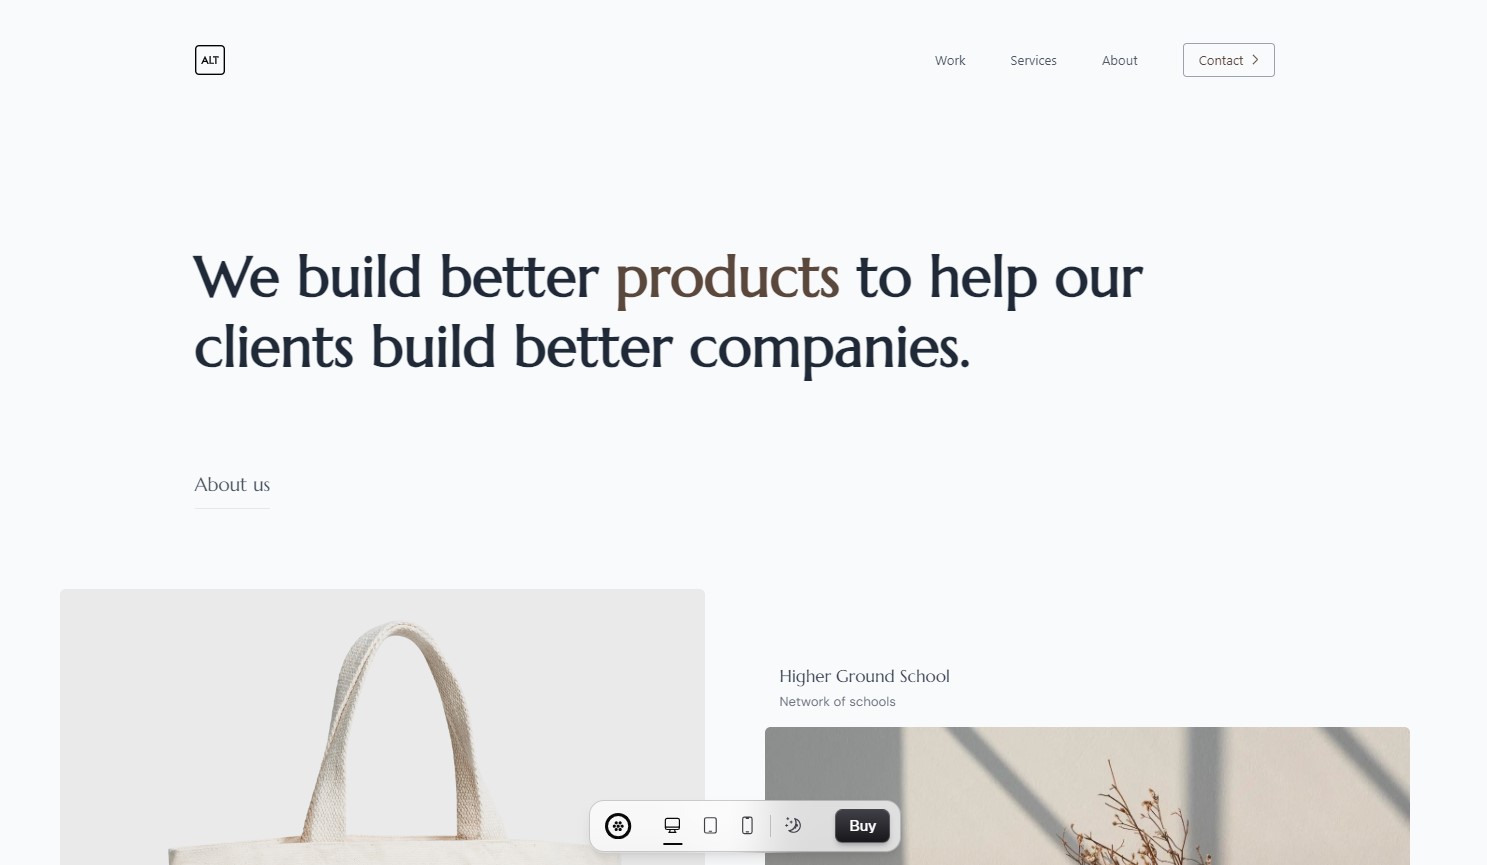 ALT
Work
Services
About
Contact
We build better products to help our
clients build better companies.
About us
Higher Ground School
Network of schools
Buy